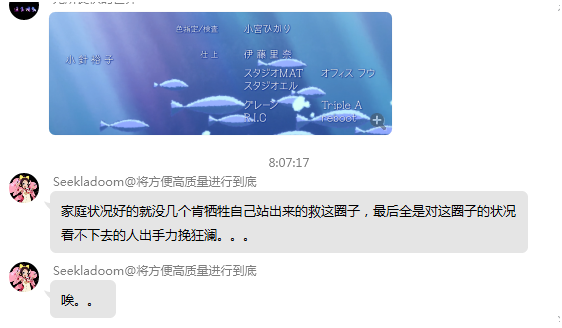 色指定/検査 小宮ひかり
小針裕子
仕上 伊藤里奈
スタジオMAT オフィス フウ
スタジオエル
グレーン Triple A
P.I.C reboot
8:07:17
Seekladoom@将方便高质量进行到底
家庭状况好的就没几个肯牺牲自己站出来的救这圈子，最后全是对这圈子的状况
看不下去的人出手力挽狂澜。。。
Seekladoom@将方便高质量进行到底
唉。。